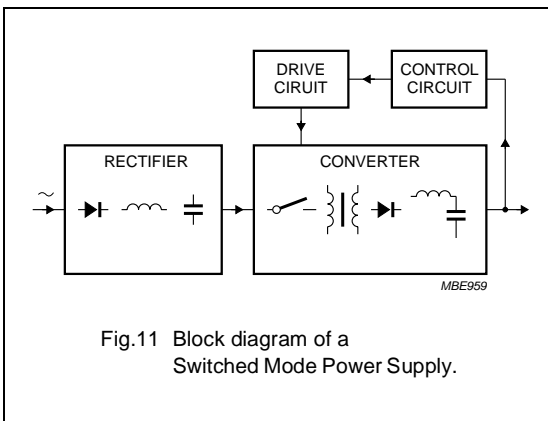 DRIVE
CIRUIT
CONTROL
CIRCUIT
RECTIFIER
CONVERTER
~
MBE959
Fig.11 Block diagram of a
Switched Mode Power Supply.